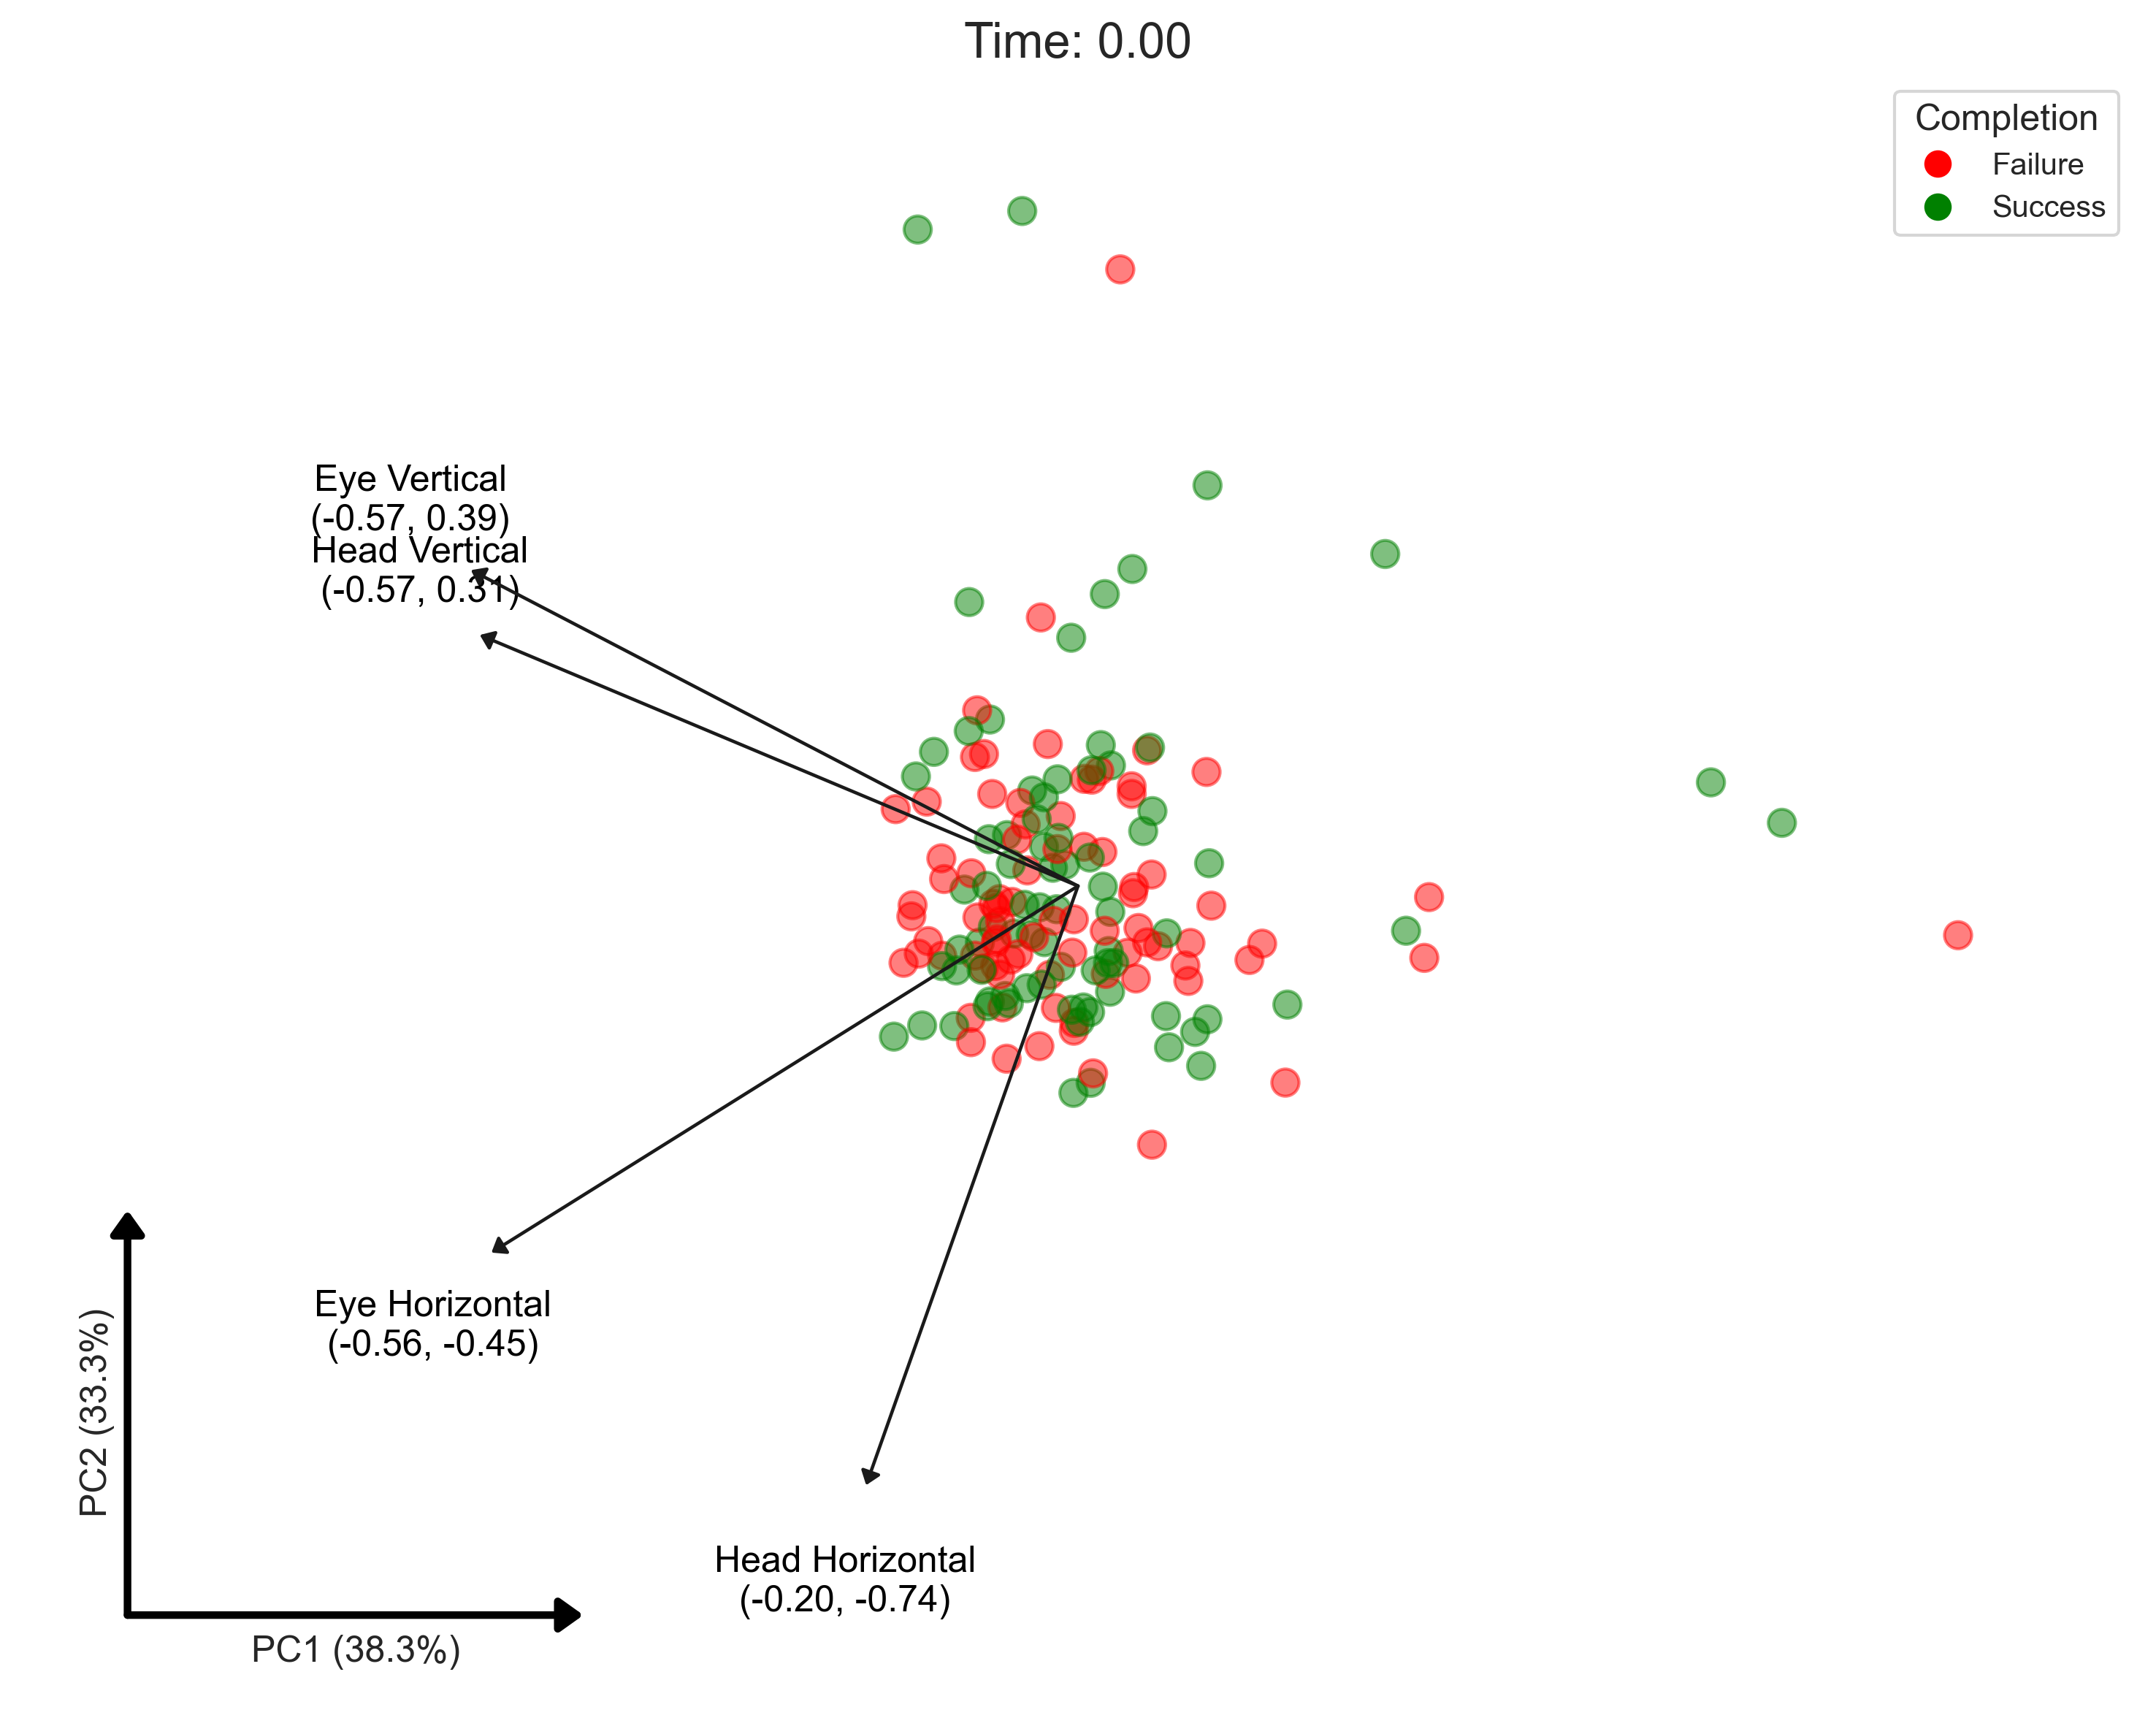 Time: 0.00
Completion
Failure
Success
Eye Vertical
(-0.57, 0.39)
Head Vertical
(-0.57, 0.31)
Eye Horizontal
(-0.56, -0.45)
Head Horizontal
(-0.20, -0.74)
PC2 (33.3%)
PC1 (38.3%)